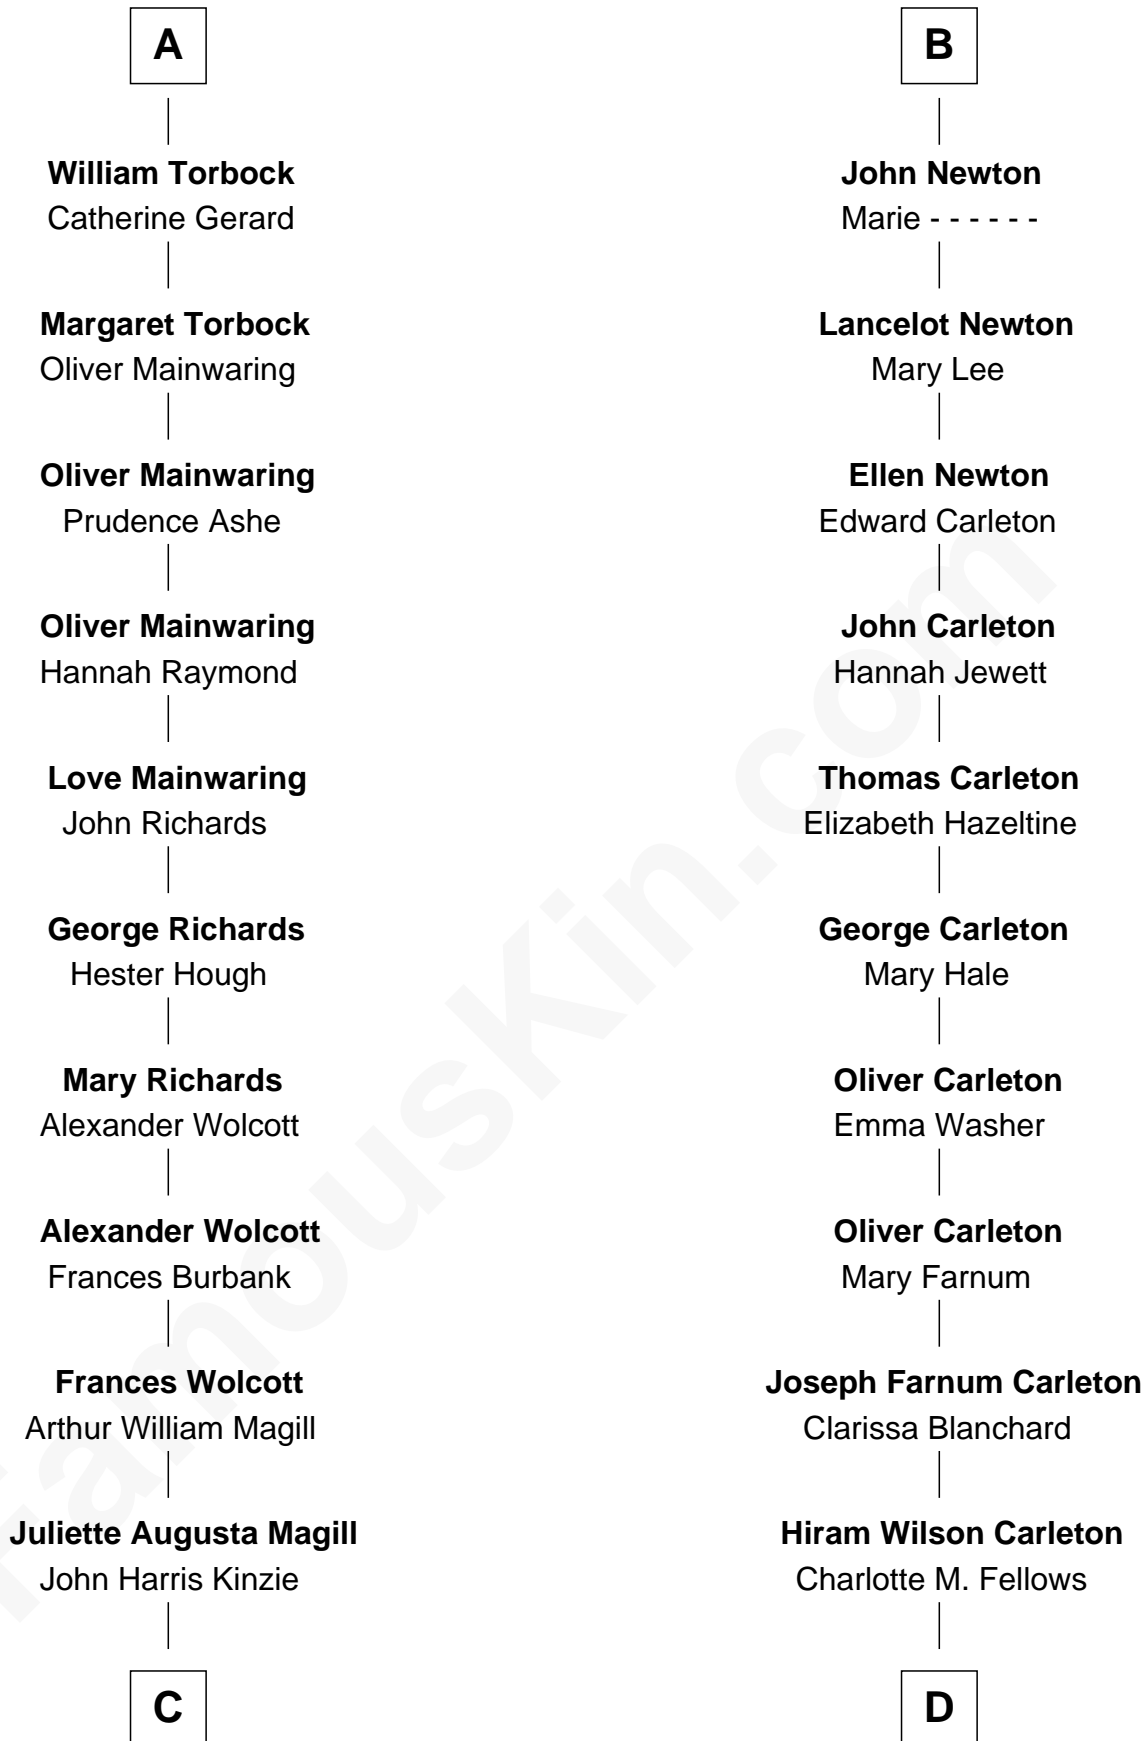 A
William Torbock
Catherine Gerard
Margaret Torbock
Oliver Mainwaring
Oliver Mainwaring
Prudence Ashe
Oliver Mainwaring
Hannah Raymond
Love Mainwaring
John Richards
George Richards
Hester Hough
Mary Richards
Alexander Wolcott
Alexander Wolcott
Frances Burbank
Frances Wolcott
Arthur William Magill
Juliette Augusta Magill
John Harris Kinzie
C
B
John Newton
Marie - - - - - -
Lancelot Newton
Mary Lee
Ellen Newton
Edward Carleton
John Carleton
Hannah Jewett
Thomas Carleton
Elizabeth Hazeltine
George Carleton
Mary Hale
Oliver Carleton
Emma Washer
Oliver Carleton
Mary Farnum
Joseph Farnum Carleton
Clarissa Blanchard
Hiram Wilson Carleton
Charlotte M. Fellows
D
FamousKin.com